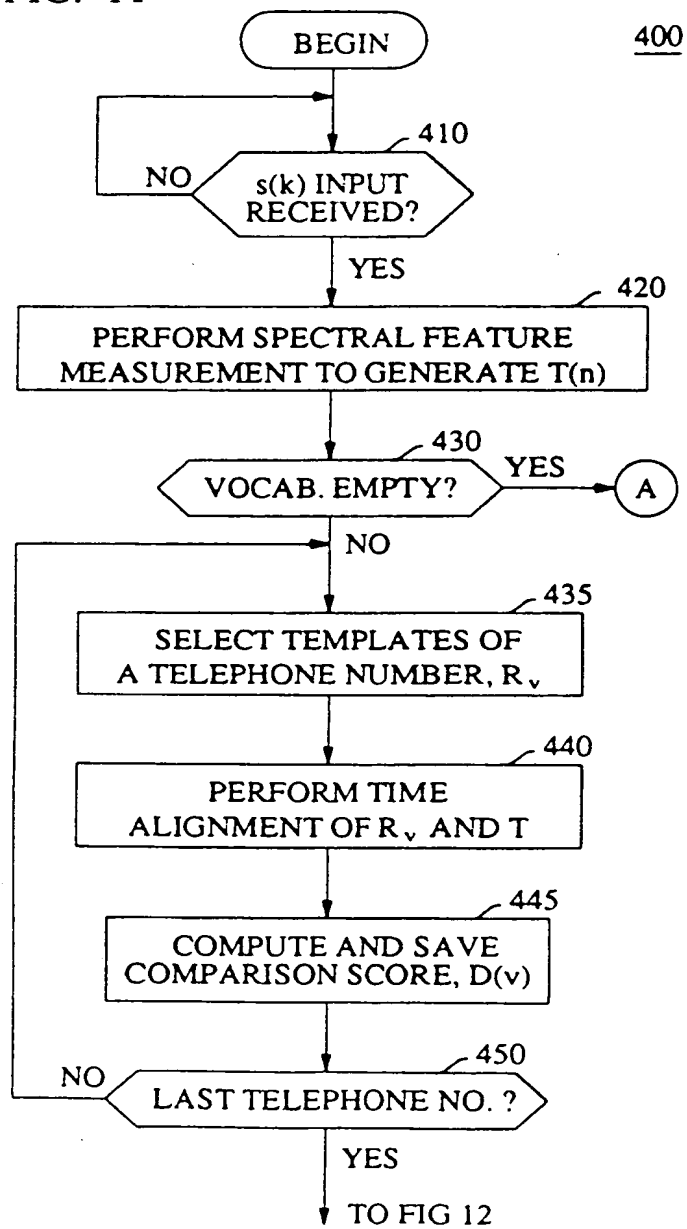 BEGIN
400
410
NO
s(k) INPUT
RECEIVED?
YES
420
PERFORM SPECTRAL FEATURE
MEASUREMENT TO GENERATE T(n)
430
VOCAB. EMPTY?
YES
A
NO
435
SELECT TEMPLATES OF
A TELEPHONE NUMBER, Rv
440
PERFORM TIME
ALIGNMENT OF Rv AND T
445
COMPUTE AND SAVE
COMPARISON SCORE, D(v)
450
NO
LAST TELEPHONE NO. ?
YES
TO FIG 12